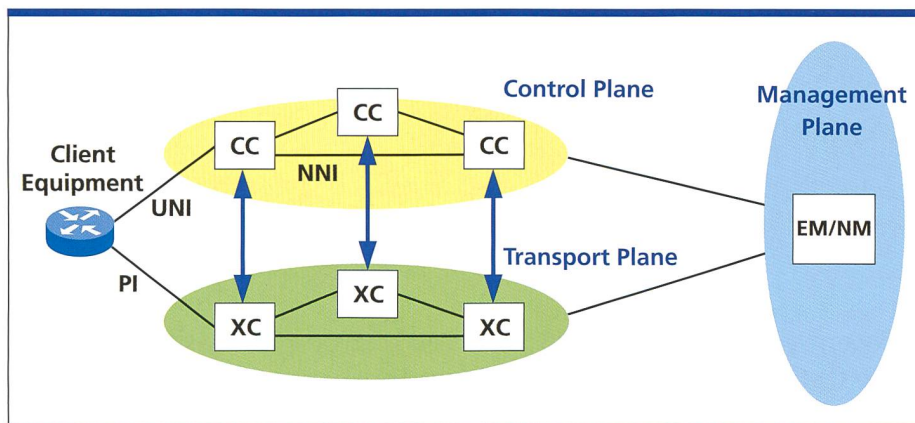 Control Plane
Management
Plane
CC
CC
CC
Client
Equipment
NNI
UNI
EM/NM
Transport Plane
PI
XC
XC
XC